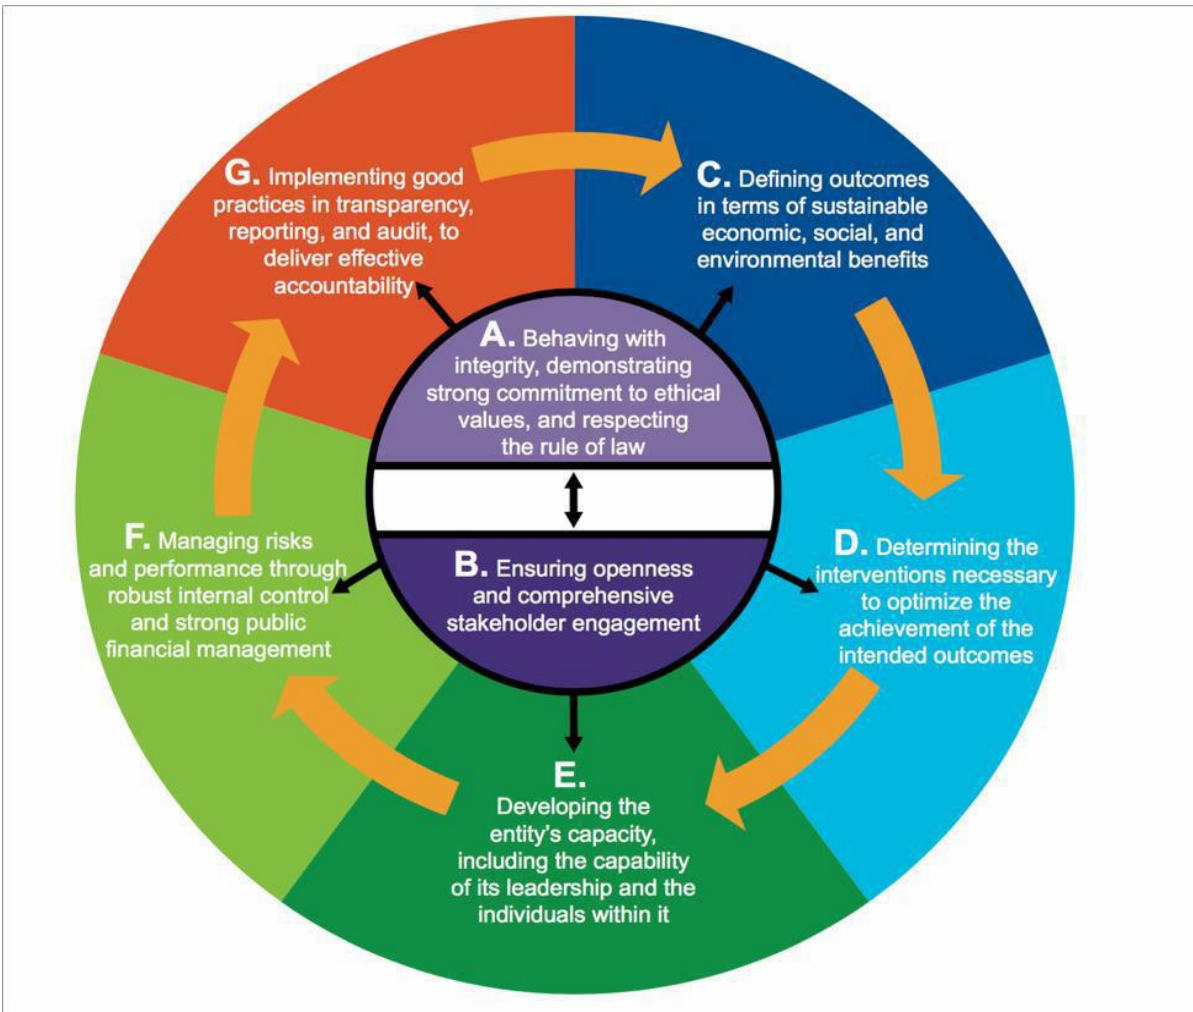 A. Behaving with
integrity, demonstrating
strong commitment to ethical
values, and respecting
the rule of law
B. Ensuring openness
and comprehensive
stakeholder engagement
C. Defining outcomes
in terms of sustainable
economic, social, and
environmental benefits
D. Determining the
interventions necessary
to optimize the
achievement of the
intended outcomes
E.
Developing the
entity's capacity,
including the capability
of its leadership and the
individuals within it
F. Managing risks
and performance through
robust internal control
and strong public
financial management
G. Implementing good
practices in transparency,
reporting, and audit, to
deliver effective
accountability